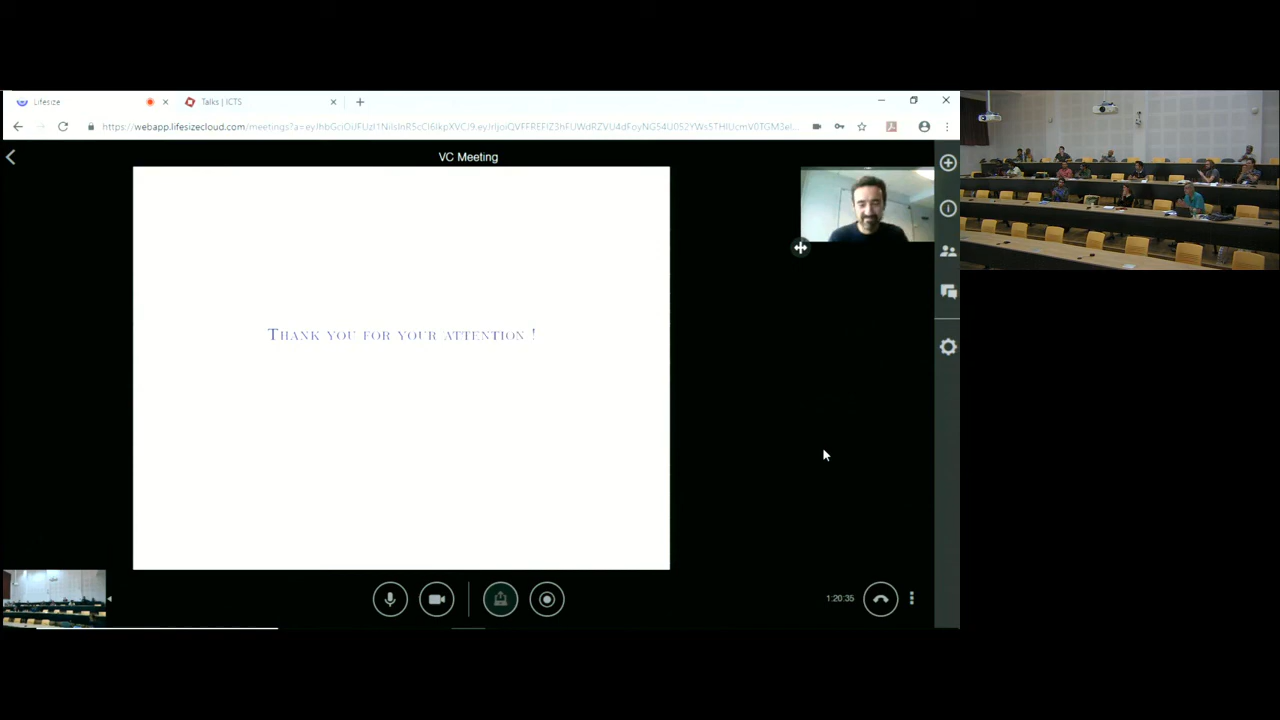 Lifesize
Talks | ICTS
VC Meeting
THANK YOU FOR YOUR ATTENTION !
1:20:35